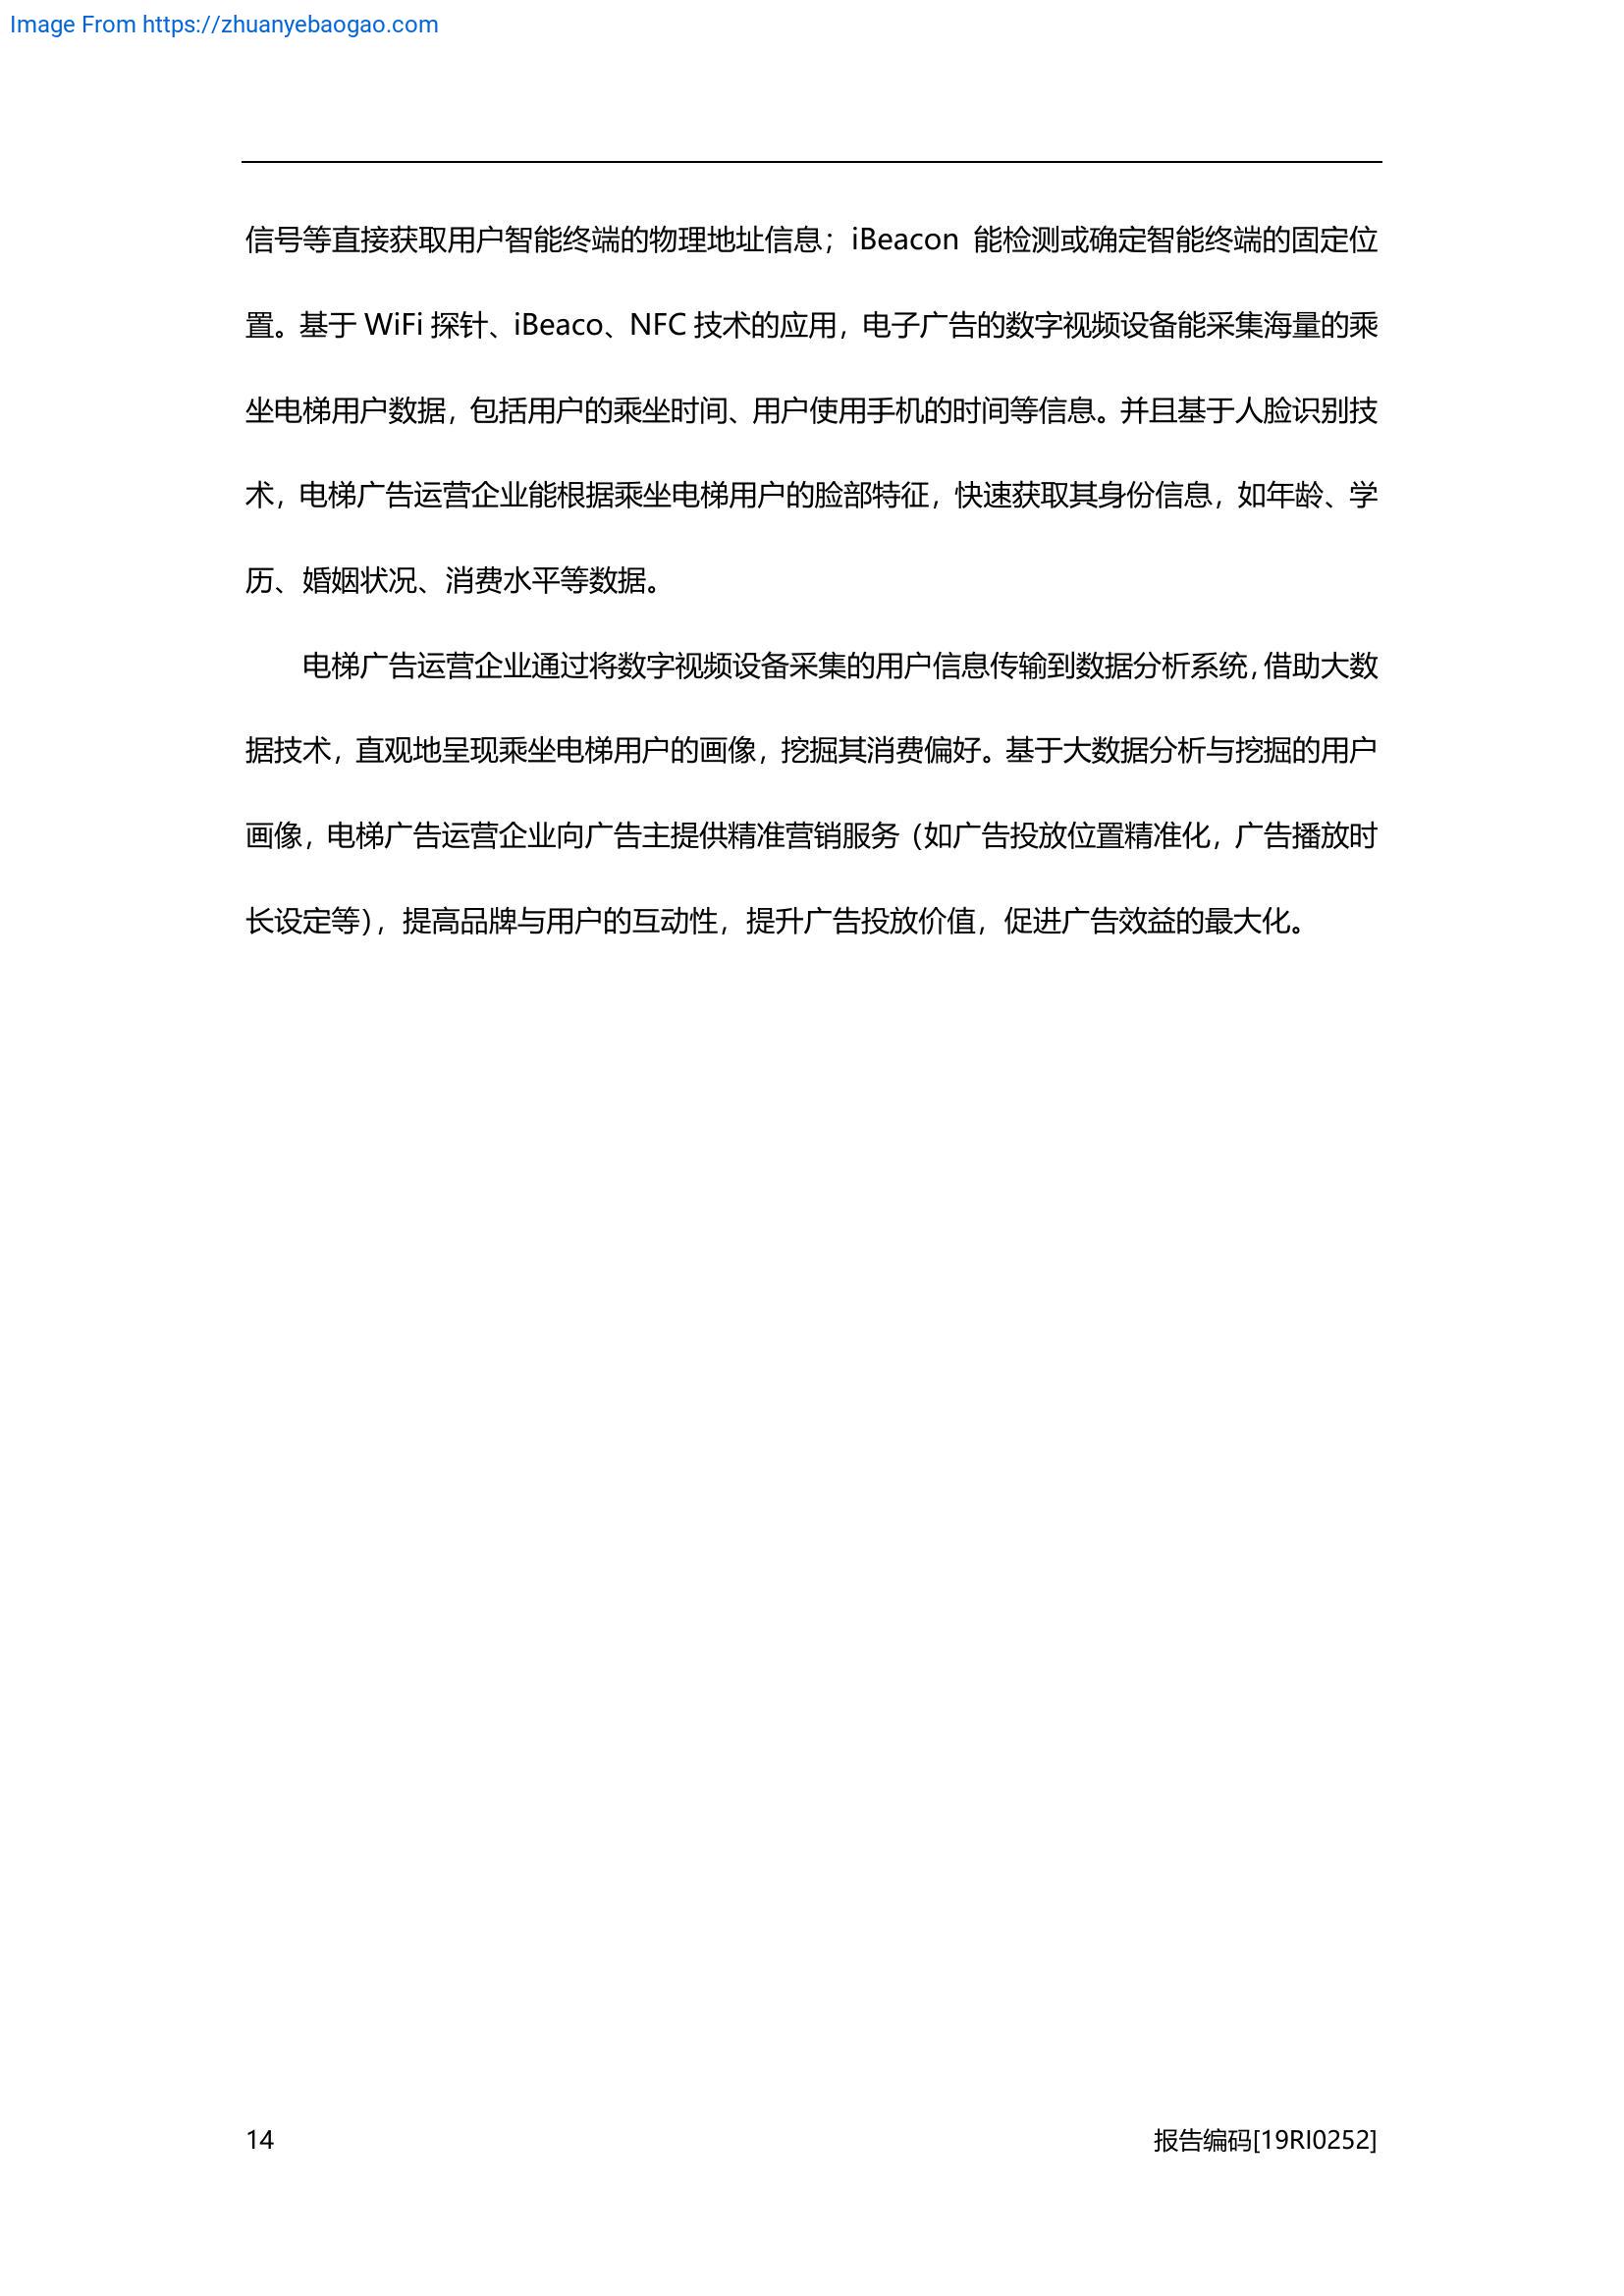 Image From https://zhuanyebaogao.com
信号等直接获取用户智能终端的物理地址信息；iBeacon 能检测或确定智能终端的固定位
置。基于 WiFi 探针、iBeaco、NFC 技术的应用，电子广告的数字视频设备能采集海量的乘
坐电梯用户数据，包括用户的乘坐时间、用户使用手机的时间等信息。并且基于人脸识别技
术，电梯广告运营企业能根据乘坐电梯用户的脸部特征，快速获取其身份信息，如年龄、学
历、婚姻状况、消费水平等数据。
电梯广告运营企业通过将数字视频设备采集的用户信息传输到数据分析系统，借助大数
据技术，直观地呈现乘坐电梯用户的画像，挖掘其消费偏好。基于大数据分析与挖掘的用户
画像，电梯广告运营企业向广告主提供精准营销服务（如广告投放位置精准化，广告播放时
长设定等），提高品牌与用户的互动性，提升广告投放价值，促进广告效益的最大化。
14 报告编码[19RI0252]